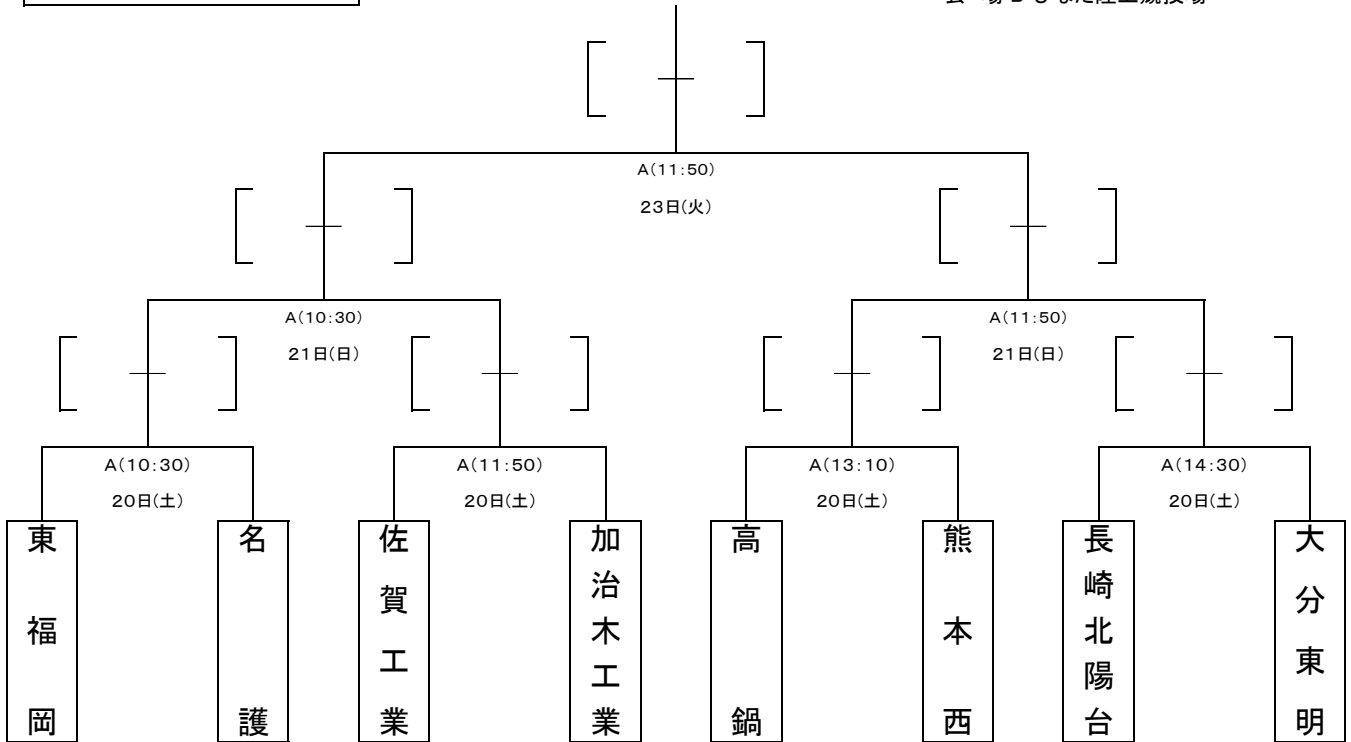 A(11:50)
23日(火)
A(10:30)
21日(日)
A(11:50)
21日(日)
A(10:30)
20日(土)
A(11:50)
20日(土)
A(13:10)
20日(土)
A(14:30)
20日(土)
東福岡
名護
佐賀工業
加治木工業
高鍋
熊本西
長崎北陽台
大分東明